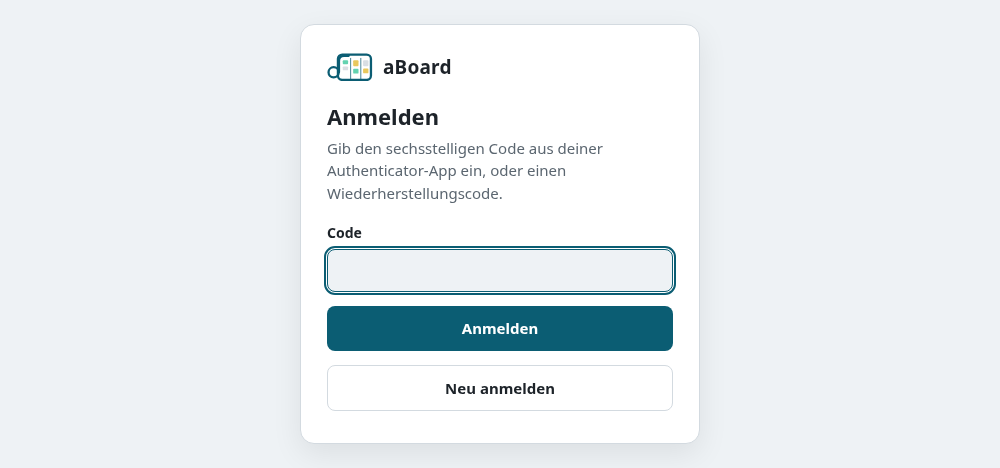 aBoard
Anmelden
Gib den sechsstelligen Code aus deiner
Authenticator-App ein, oder einen
Wiederherstellungscode.
Code
Anmelden
Neu anmelden